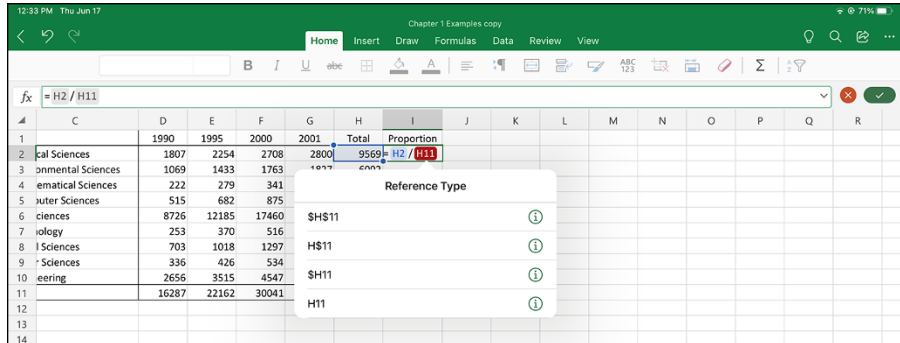 12:33 PM Thu Jun 17 71%
Chapter 1 Examples copy
Home Insert Draw Formulas Data Review View
B I U abc A ABC 123 Σ A Z
fx = H2 / H11
C D E F G H I J K L M N O P Q R
1 1990 1995 2000 2001 Total Proportion
2 cal Sciences 1807 2254 2708 2800 9569 = H2 / H11
3 onmental Sciences 1069 1433 1763 1827 6092
4 ematical Sciences 222 279 341
5 outer Sciences 515 682 875
6 ciences 8726 12185 17460
7 ology 253 370 516
8 l Sciences 703 1018 1297
9 r Sciences 336 426 534
10 eering 2656 3515 4547
11 16287 22162 30041
12
13
14
Reference Type
$H$11
H$11
$H11
H11